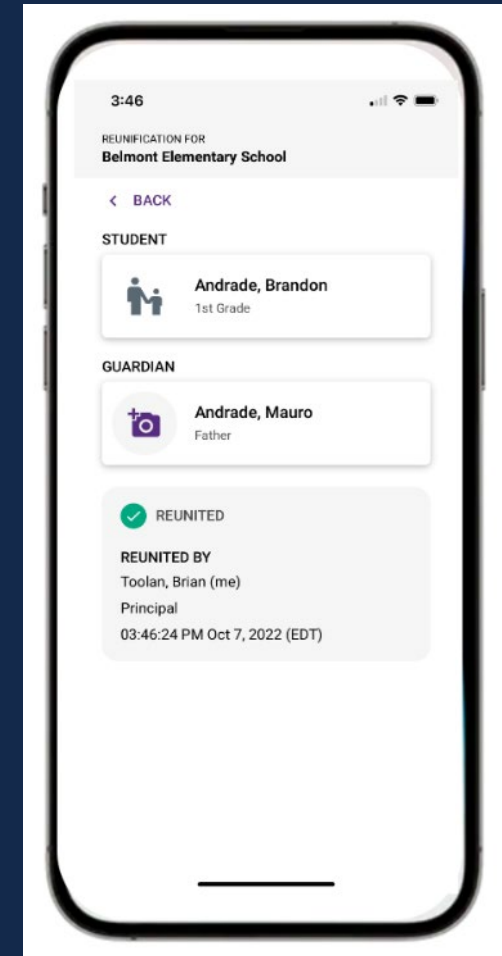 3:46
REUNIFICATION FOR
Belmont Elementary School
BACK
STUDENT
Andrade, Brandon
1st Grade
GUARDIAN
Andrade, Mauro
Father
REUNITED
REUNITED BY
Toolan, Brian (me)
Principal
03:46:24 PM Oct 7, 2022 (EDT)